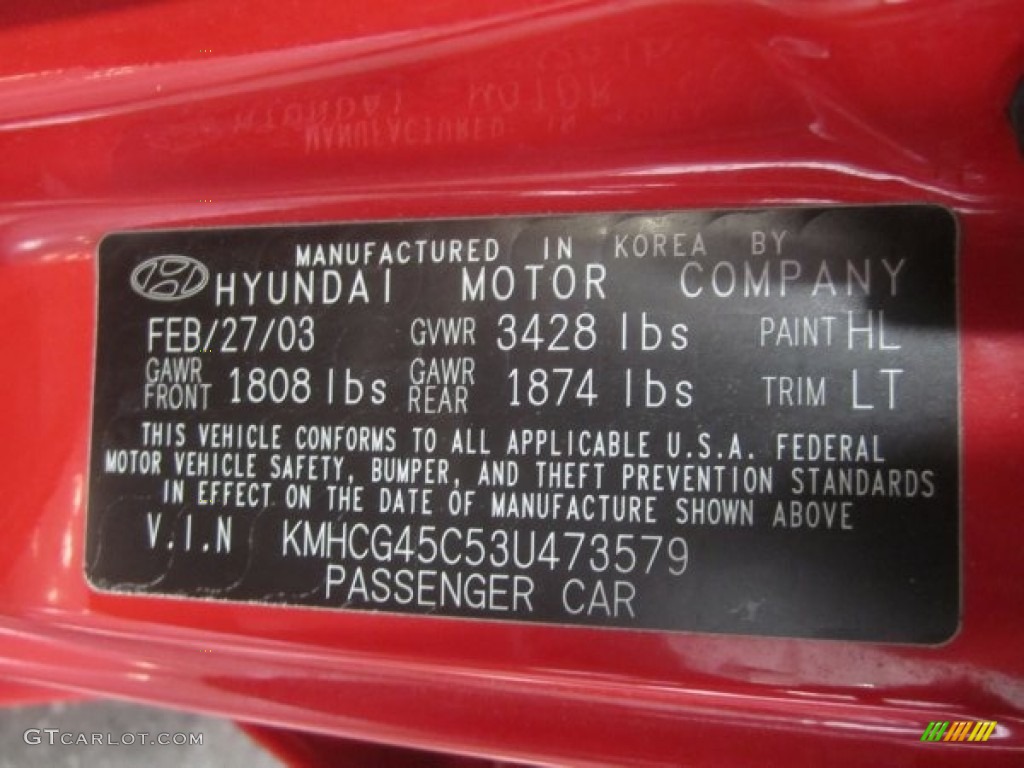 MANUFACTURED IN KOREA BY
HYUNDAI MOTOR COMPANY
FEB/27/03 GVWR 3428 lbs PAINT HL
GAWR FRONT 1808 lbs GAWR REAR 1874 lbs TRIM LT
THIS VEHICLE CONFORMS TO ALL APPLICABLE U.S.A. FEDERAL
MOTOR VEHICLE SAFETY, BUMPER, AND THEFT PREVENTION STANDARDS
IN EFFECT ON THE DATE OF MANUFACTURE SHOWN ABOVE
V.I.N KMHCG45C53U473579
PASSENGER CAR
GTCARLOT.COM